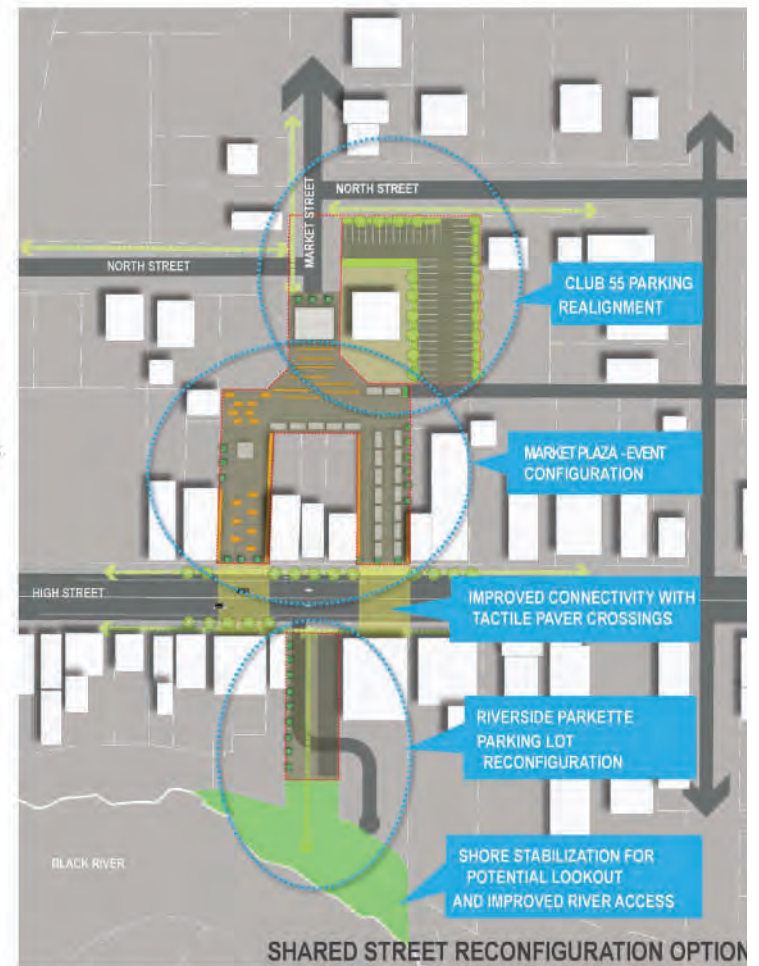 NORTH STREET
MARKET STREET
NORTH STREET
CLUB 55 PARKING
REALIGNMENT
MARKET PLAZA - EVENT
CONFIGURATION
HIGH STREET
IMPROVED CONNECTIVITY WITH
TACTILE PAVER CROSSINGS
RIVERSIDE PARKETTE
PARKING LOT
RECONFIGURATION
BLACK RIVER
SHORE STABILIZATION FOR
POTENTIAL LOOKOUT
AND IMPROVED RIVER ACCESS
SHARED STREET RECONFIGURATION OPTION